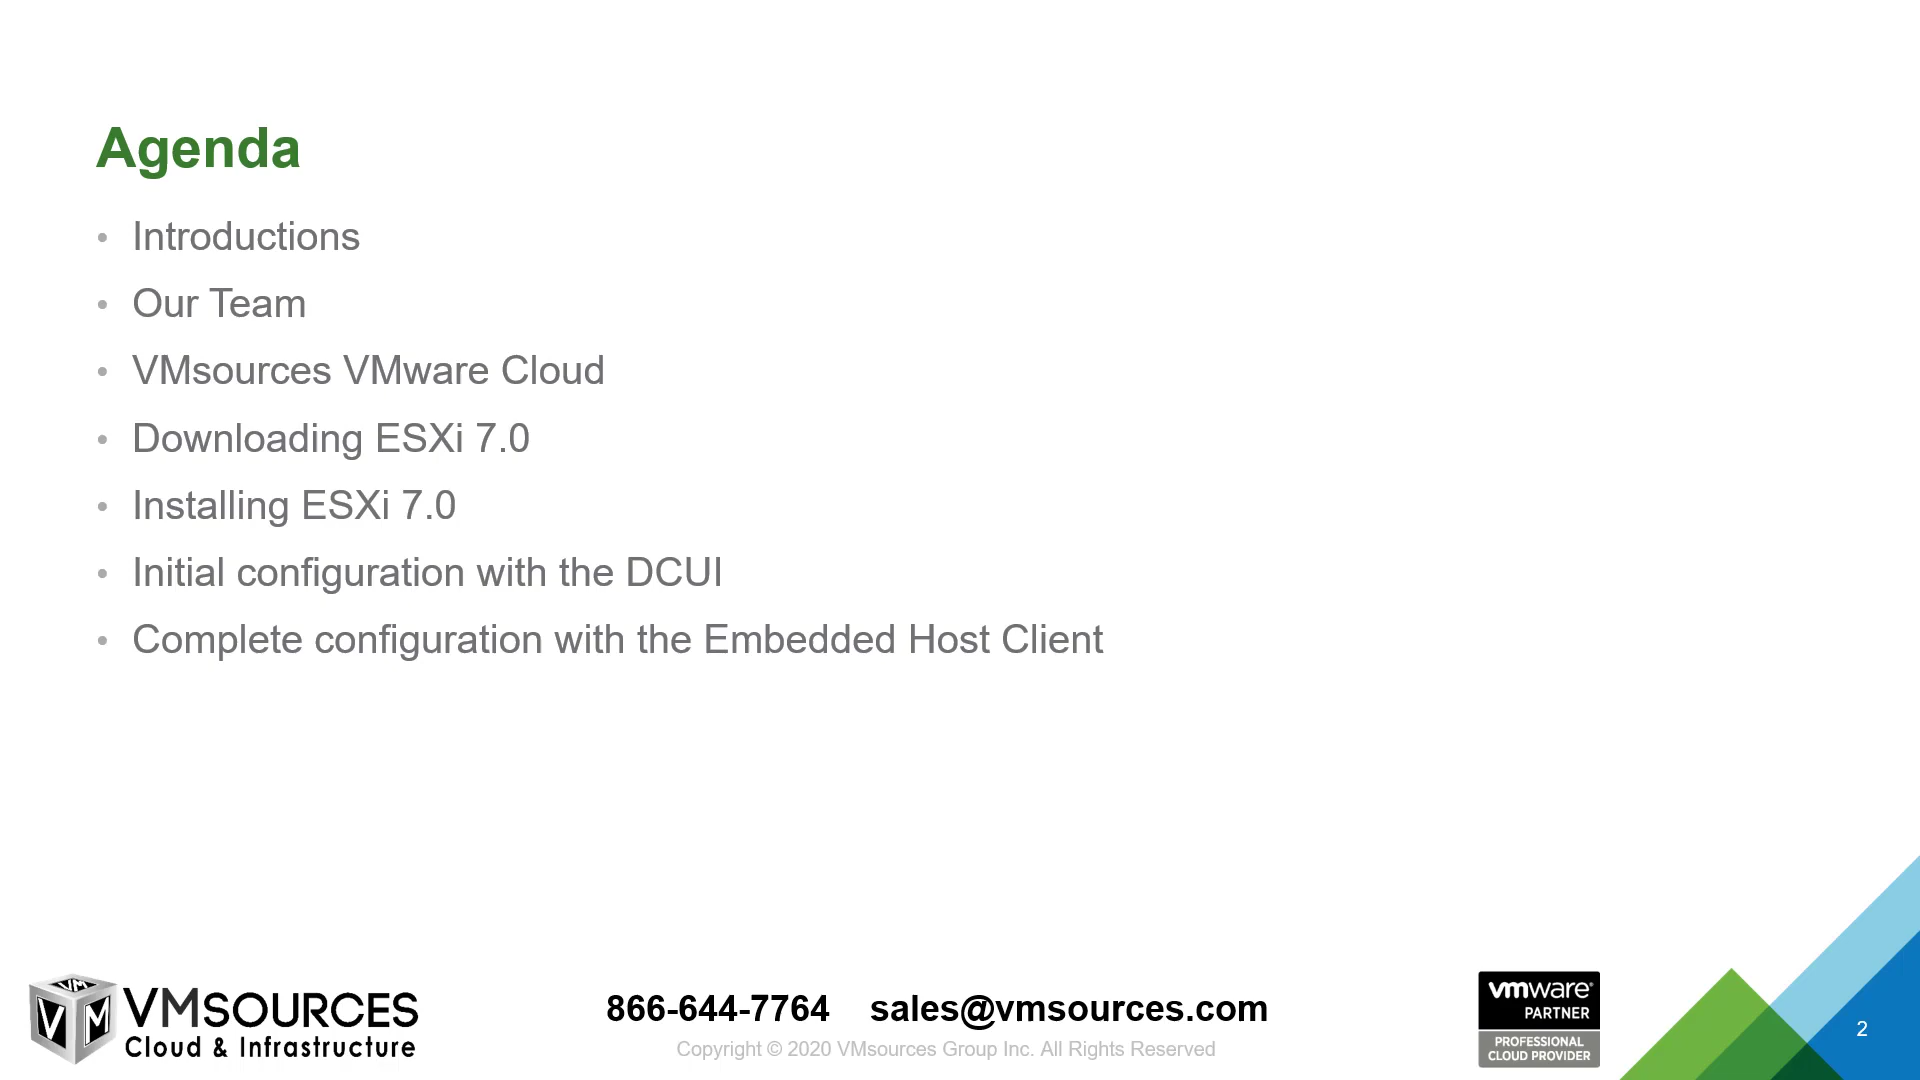 Agenda
• Introductions
• Our Team
• VMsources VMware Cloud
• Downloading ESXi 7.0
• Installing ESXi 7.0
• Initial configuration with the DCUI
• Complete configuration with the Embedded Host Client
VM
V M
VMSOURCES
Cloud & Infrastructure
866-644-7764 sales@vmsources.com
Copyright © 2020 VMsources Group Inc. All Rights Reserved
vmware®
PARTNER
PROFESSIONAL
CLOUD PROVIDER
2